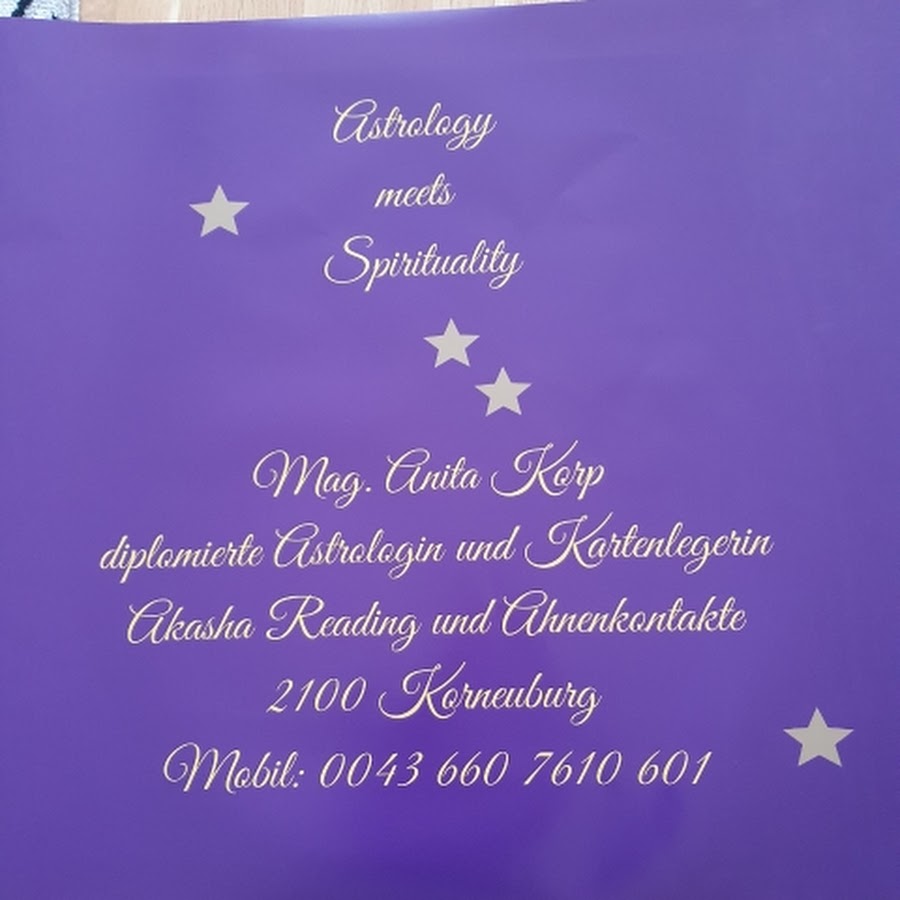 Astrology
meets
Spirituality
Mag. Anita Korp
diplomierte Astrologin und Kartenlegerin
Akasha Reading und Ahnenkontakte
2100 Korneuburg
Mobil: 0043 660 7610 601